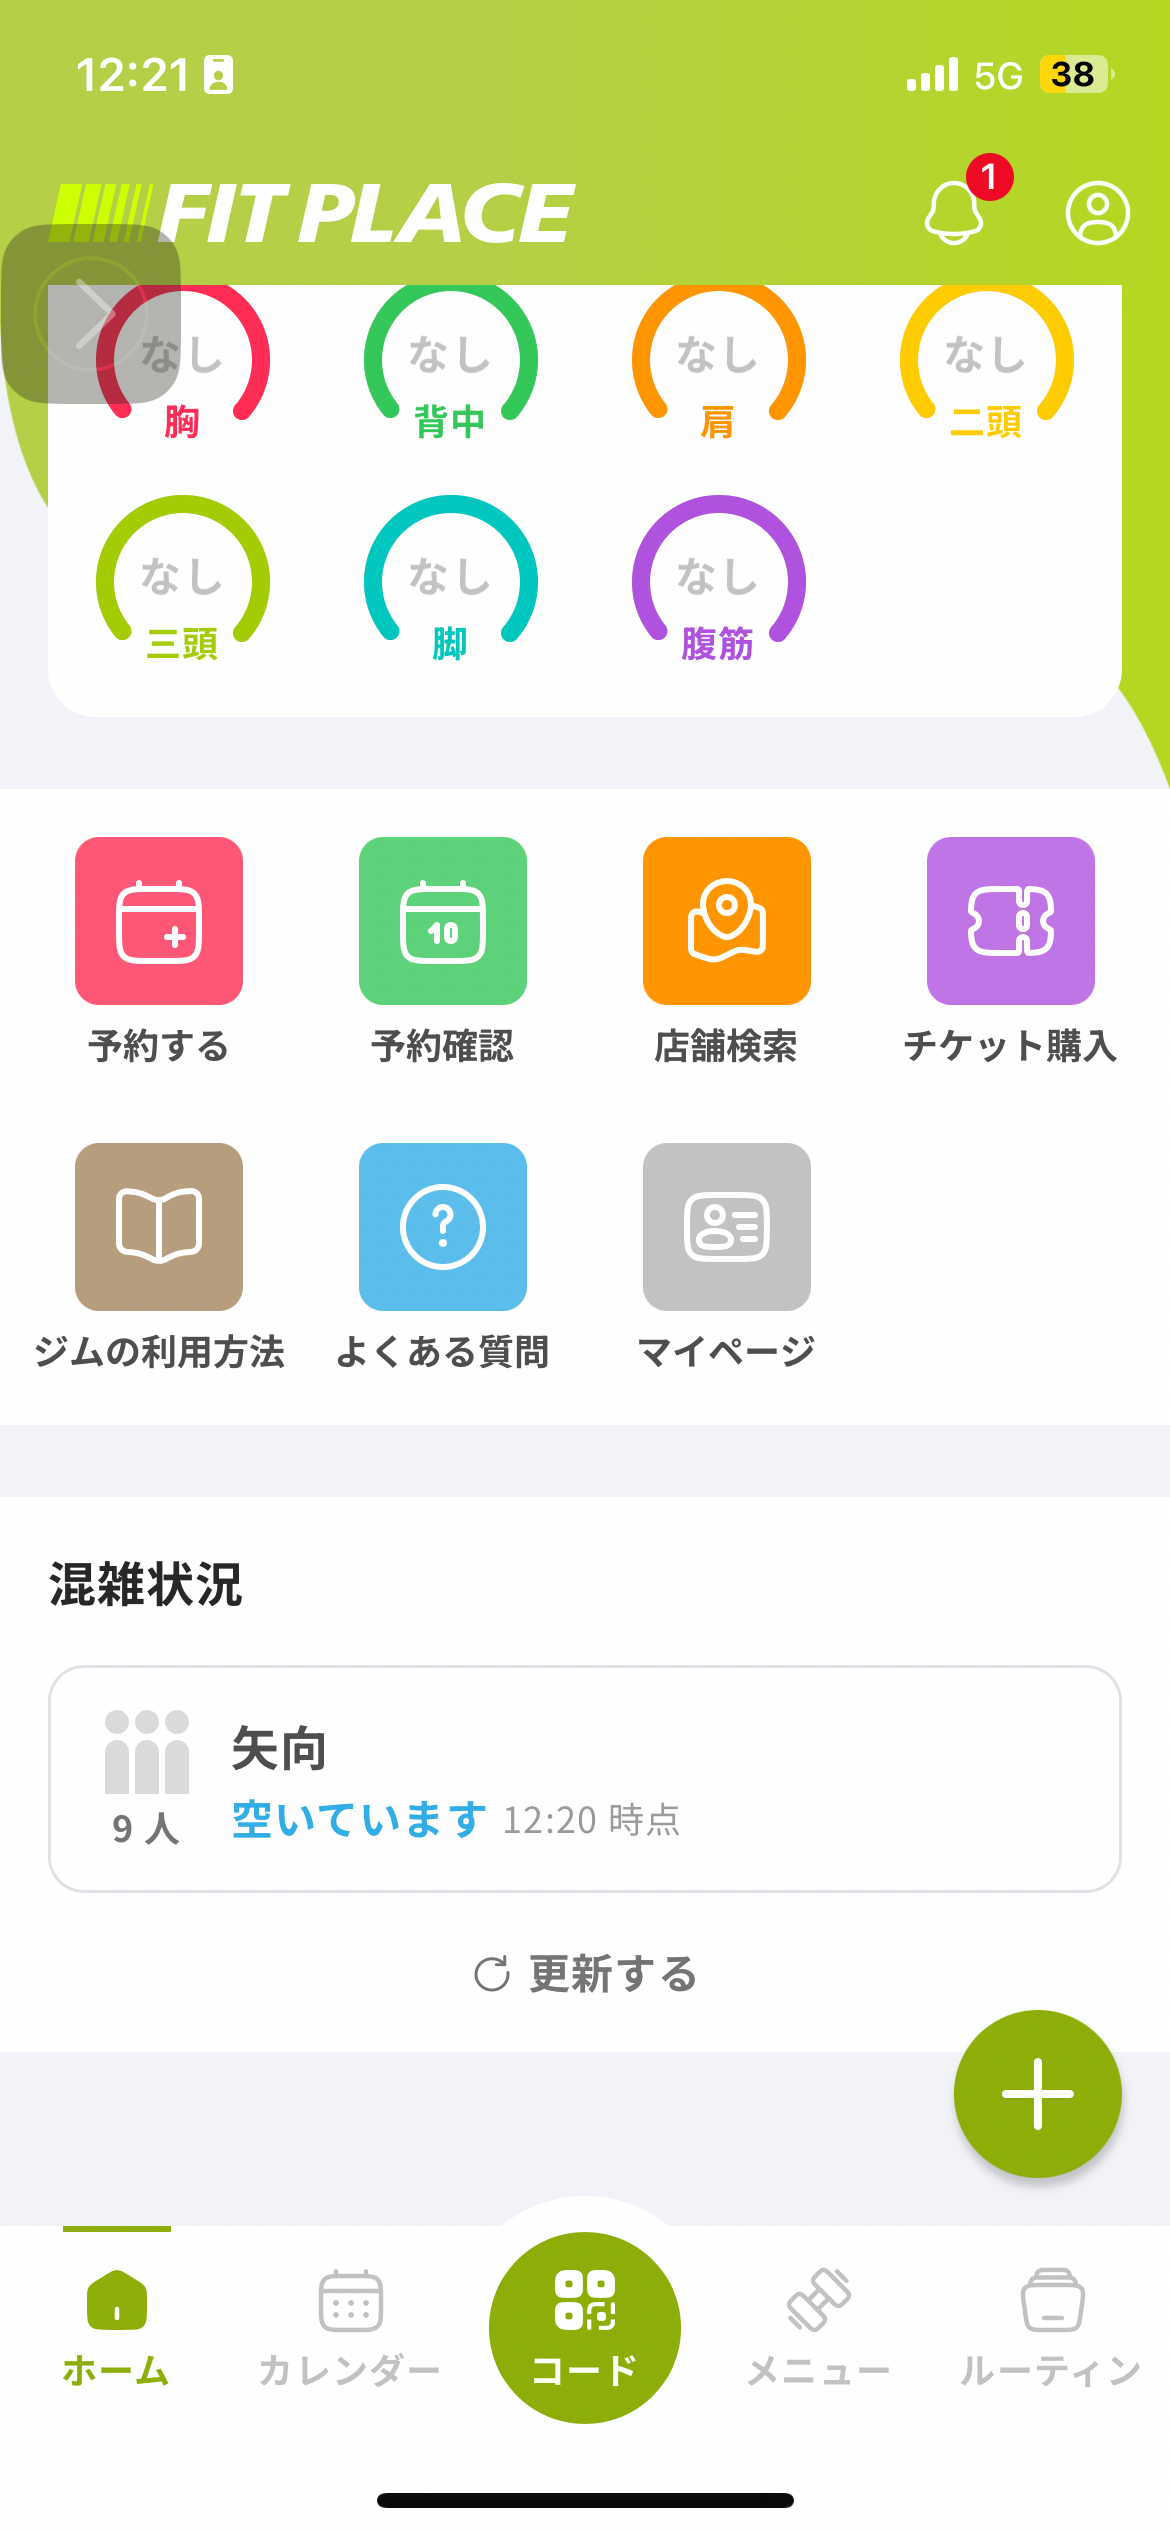 12:21 5G 38
FIT PLACE 1
なし なし なし なし
胸 背中 肩 二頭
なし なし なし
三頭 脚 腹筋
10
予約する 予約確認 店舗検索 チケット購入
?
ジムの利用方法 よくある質問 マイページ
混雑状況
矢向
9 人 空いています 12:20 時点
更新する
ホーム カレンダー コード メニュー ルーティン